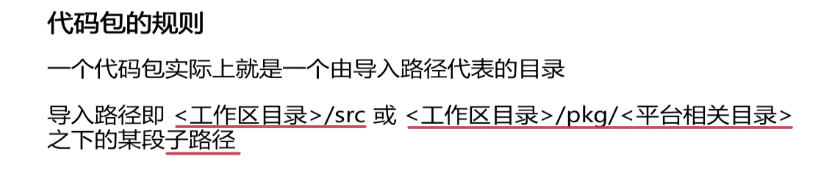 代码包的规则
一个代码包实际上就是一个由导入路径代表的目录
导入路径即 <工作区目录>/src 或 <工作区目录>/pkg/<平台相关目录>
之下的某段子路径